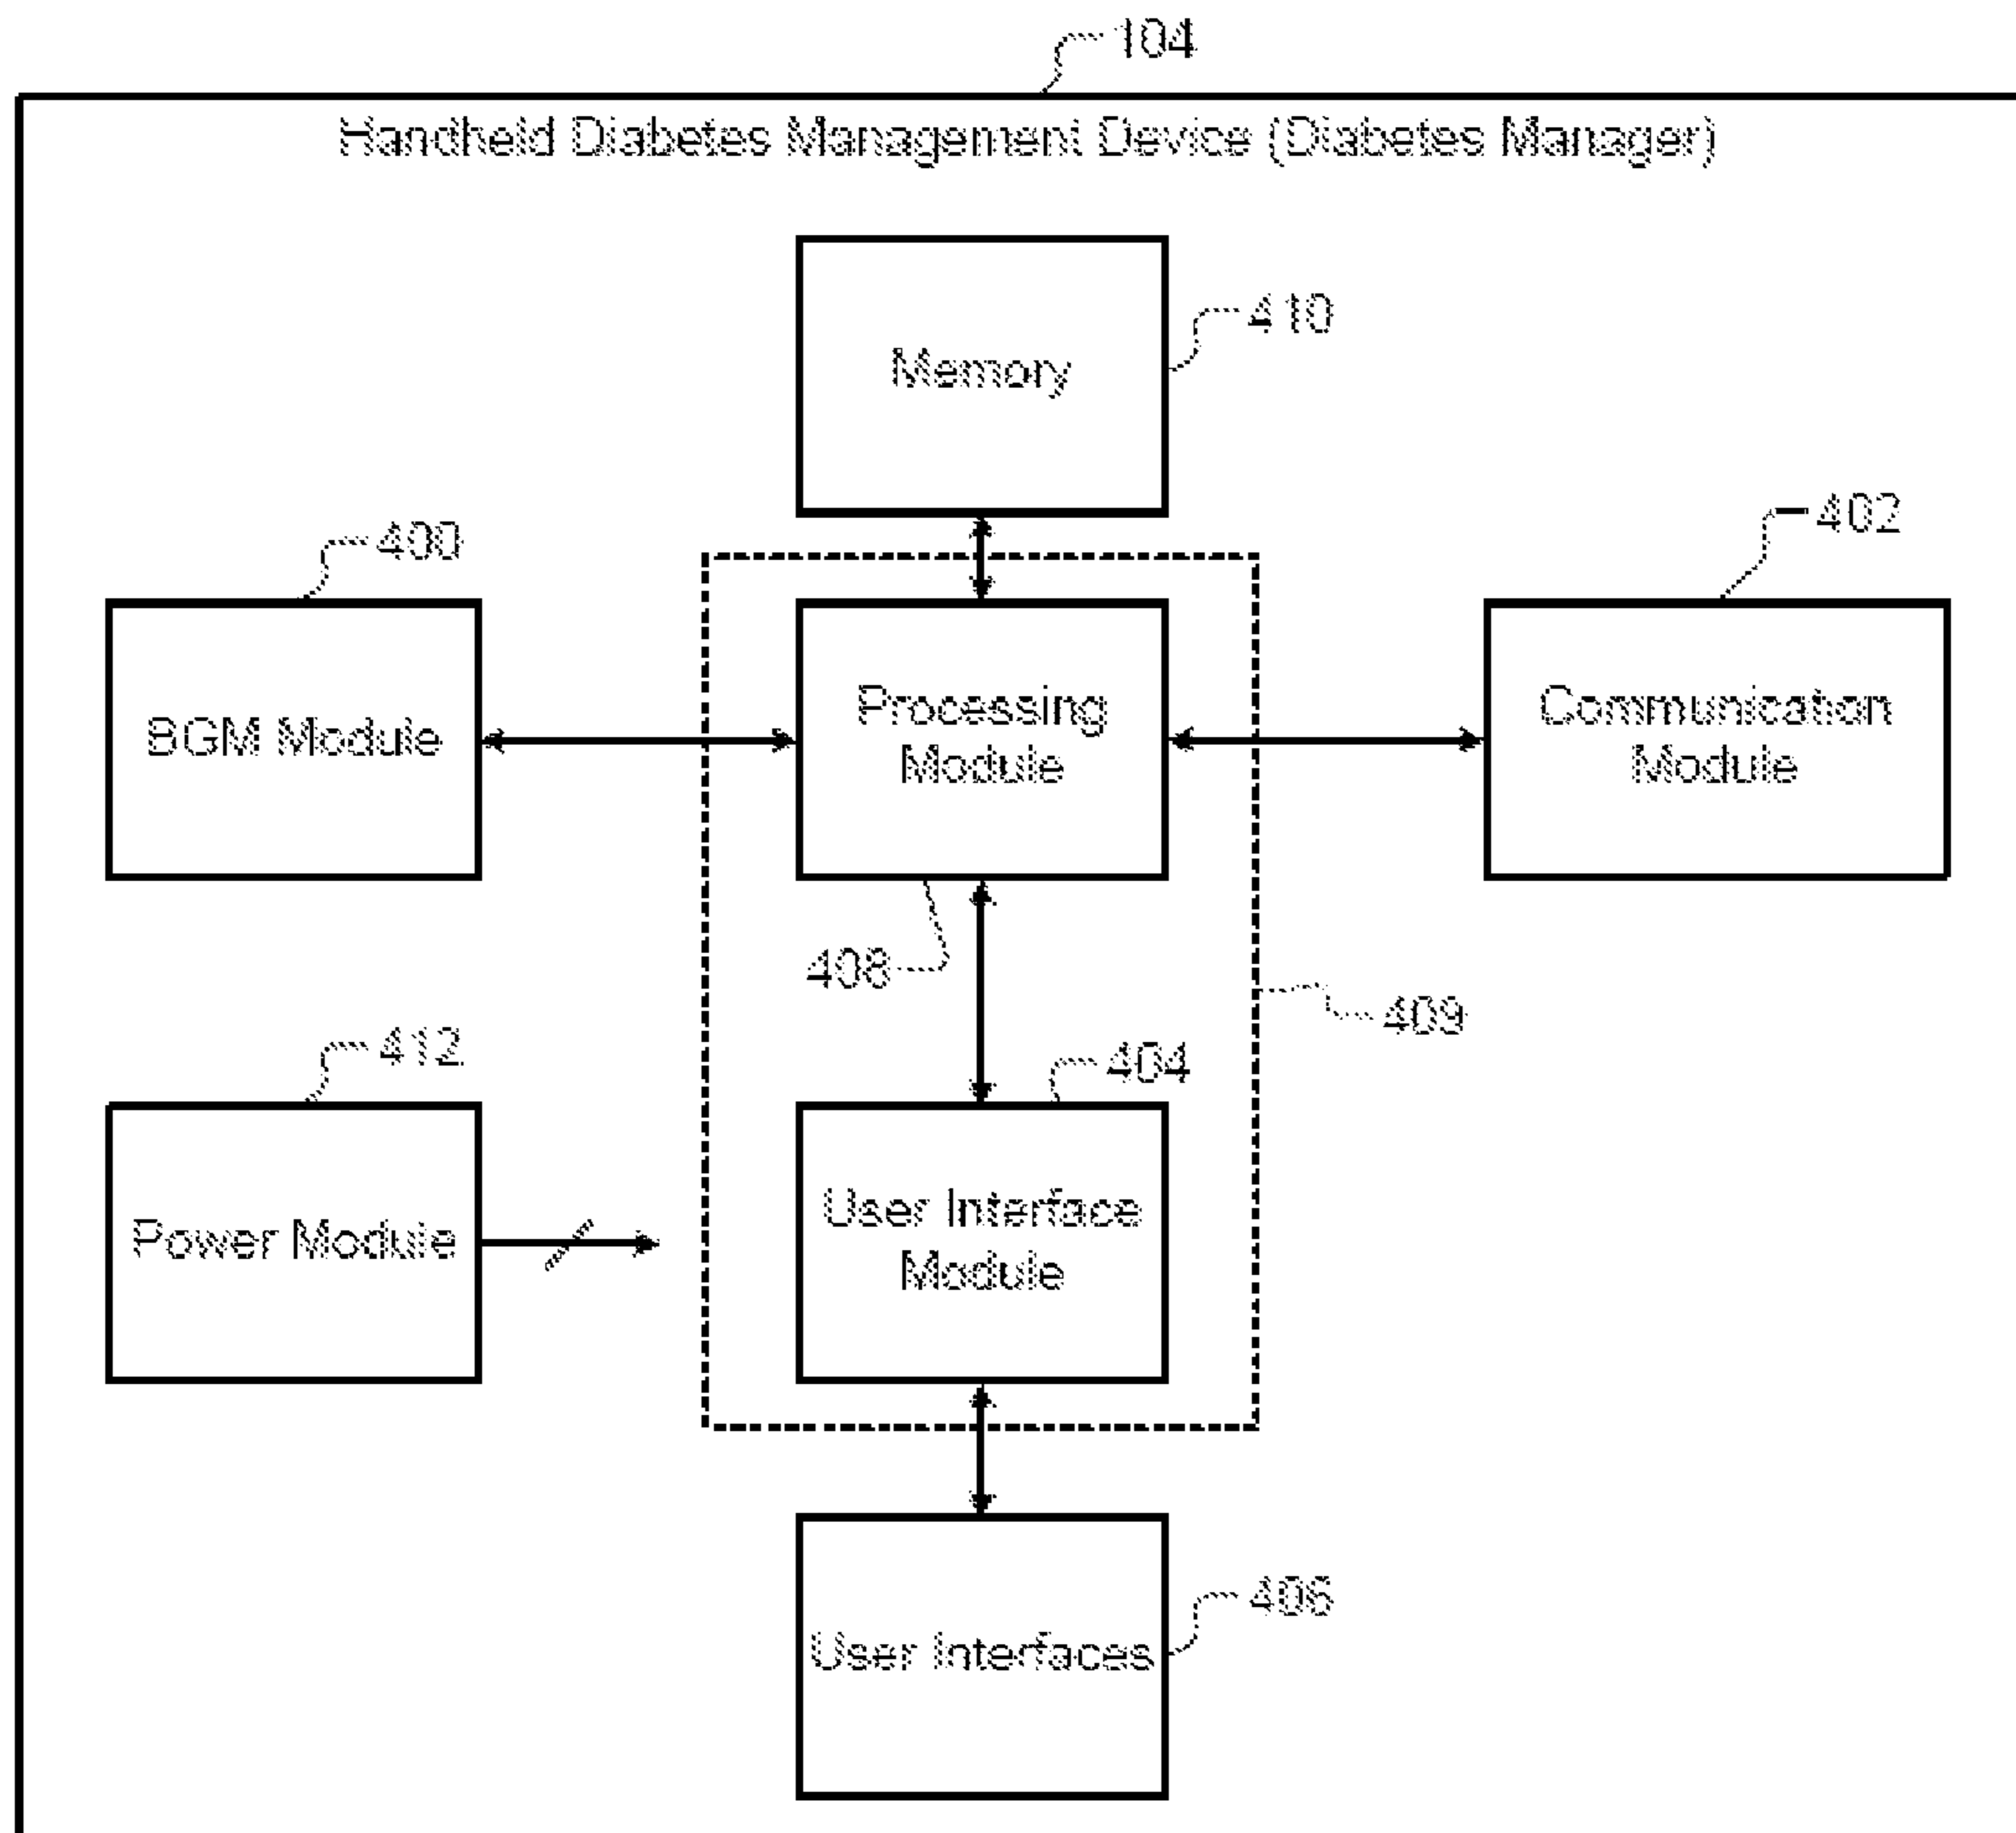 104
Handheld Diabetes Management Device (Diabetes Manager)
410
Memory
400
402
BGM Module
Processing
Module
Communication
Module
408
409
412
404
Power Module
User Interface
Module
406
User Interfaces